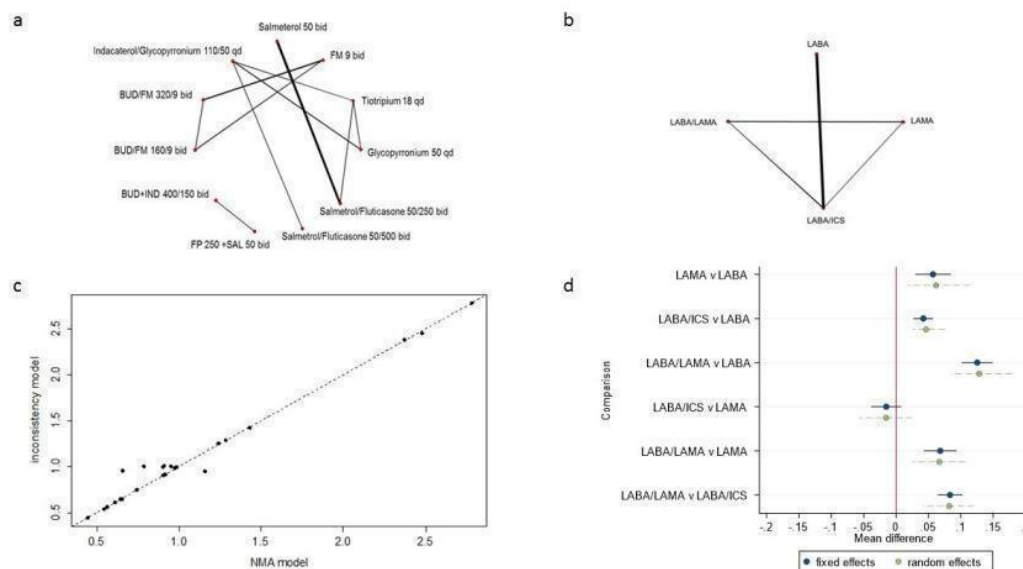 a
Salmeterol 50 bid
Indacaterol/Glycopyrronium 110/50 qd
FM 9 bid
BUD/FM 320/9 bid
Tiotripium 18 qd
BUD/FM 160/9 bid
Glycopyrronium 50 qd
BUD+IND 400/150 bid
Salmetrol/Fluticasone 50/250 bid
FP 250 +SAL 50 bid
Salmetrol/Fluticasone 50/500 bid
b
LABA
LABA/LAMA
LAMA
LABA/ICS
c
inconsistency model
2.5
2.0
1.5
1.0
0.5
0.5 1.0 1.5 2.0 2.5
NMA model
d
Comparison
LAMA v LABA
LABA/ICS v LABA
LABA/LAMA v LABA
LABA/ICS v LAMA
LABA/LAMA v LAMA
LABA/LAMA v LABA/ICS
-.2 -.15 -.1 -.05 0 .05 .1 .15
Mean difference
fixed effects random effects